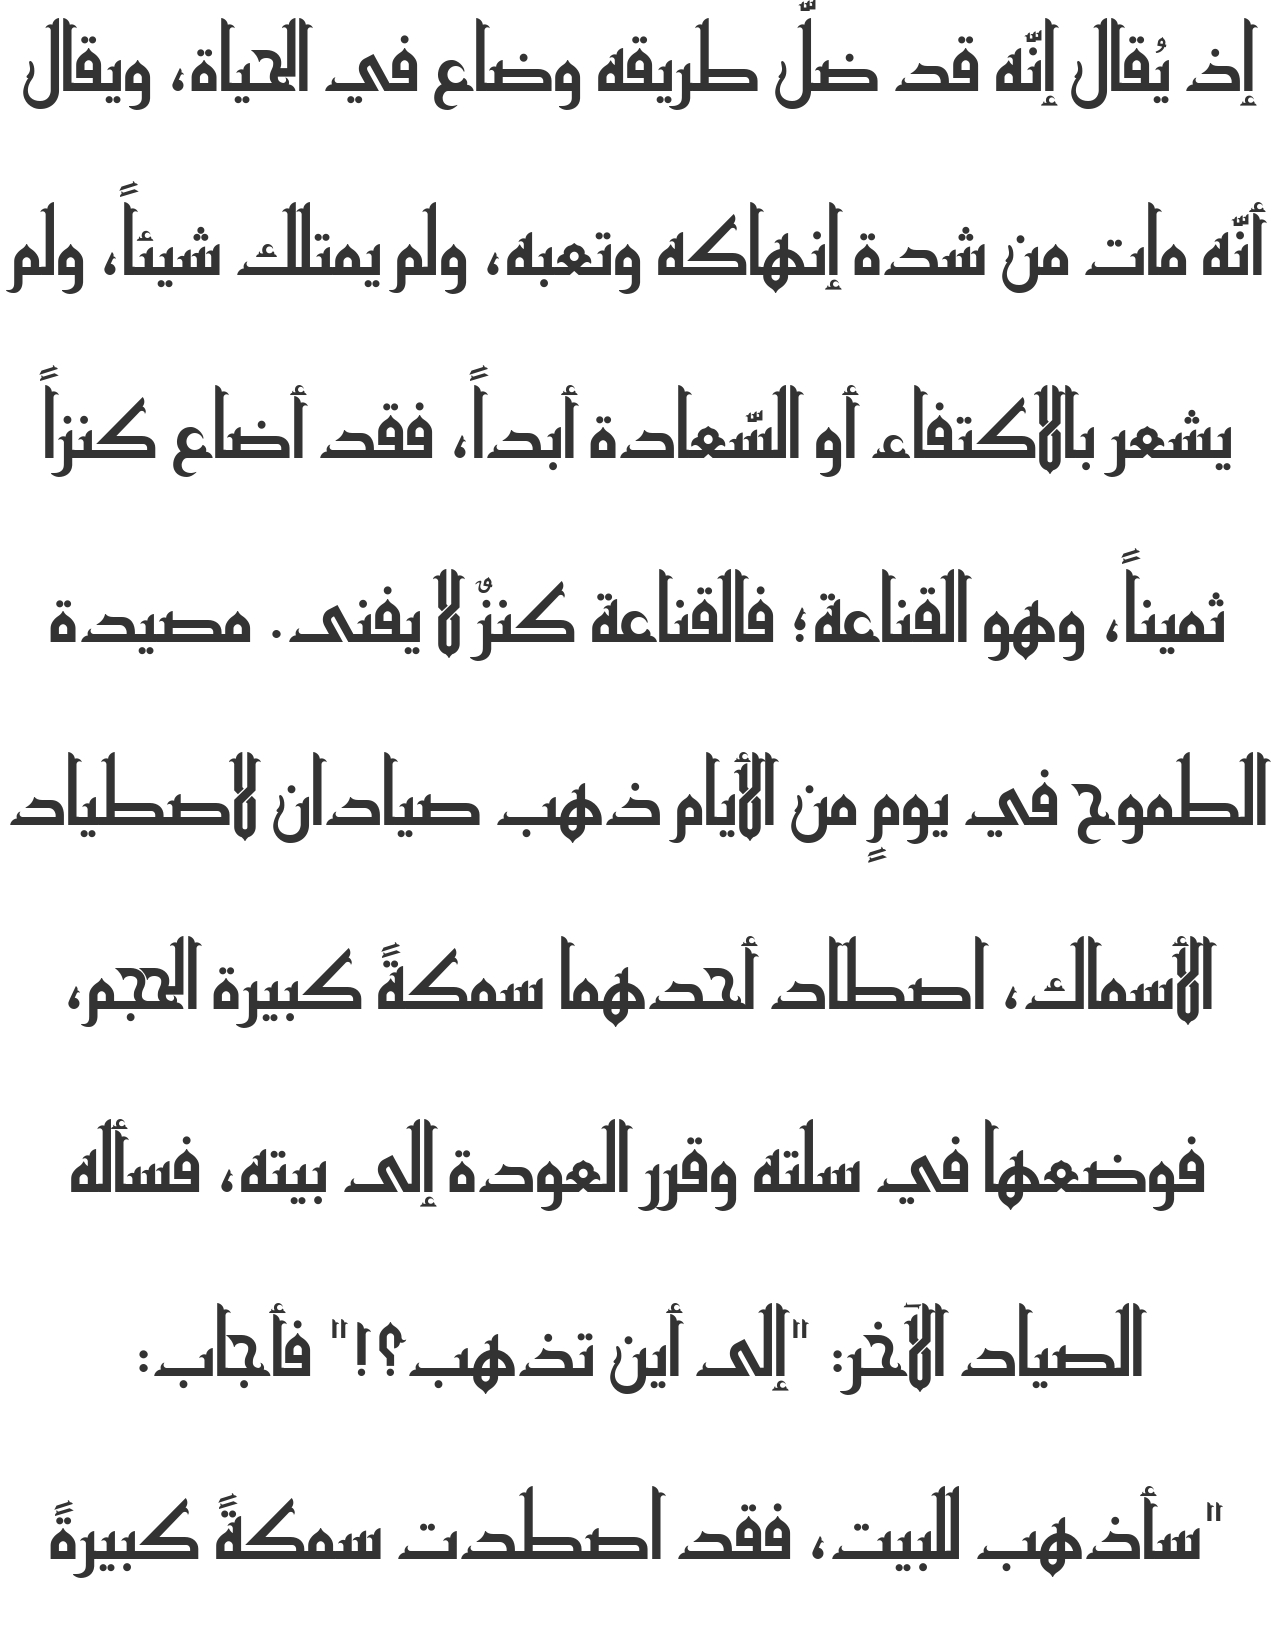 إذ يُقال إنّه قد ضلّ طريقه وضاع في الحياة، ويقال
أنّه مات من شدة إنهاكه وتعبه، ولم يمتلك شيئاً، ولم
يشعر بالاكتفاء أو السّعادة أبداً، فقد أضاع كنزاً
ثميناً، وهو القناعة؛ فالقناعة كنزٌ لا يفنى. مصيدة
الطموح في يومٍ من الأيام ذهب صيادان لاصطياد
الأسماك، اصطاد أحدهما سمكةً كبيرة الحجم،
فوضعها في سلته وقرر العودة إلى بيته، فسأله
الصياد الآخر: "إلى أين تذهب؟!" فأجاب:
"سأذهب للبيت، فقد اصطدت سمكةً كبيرةً